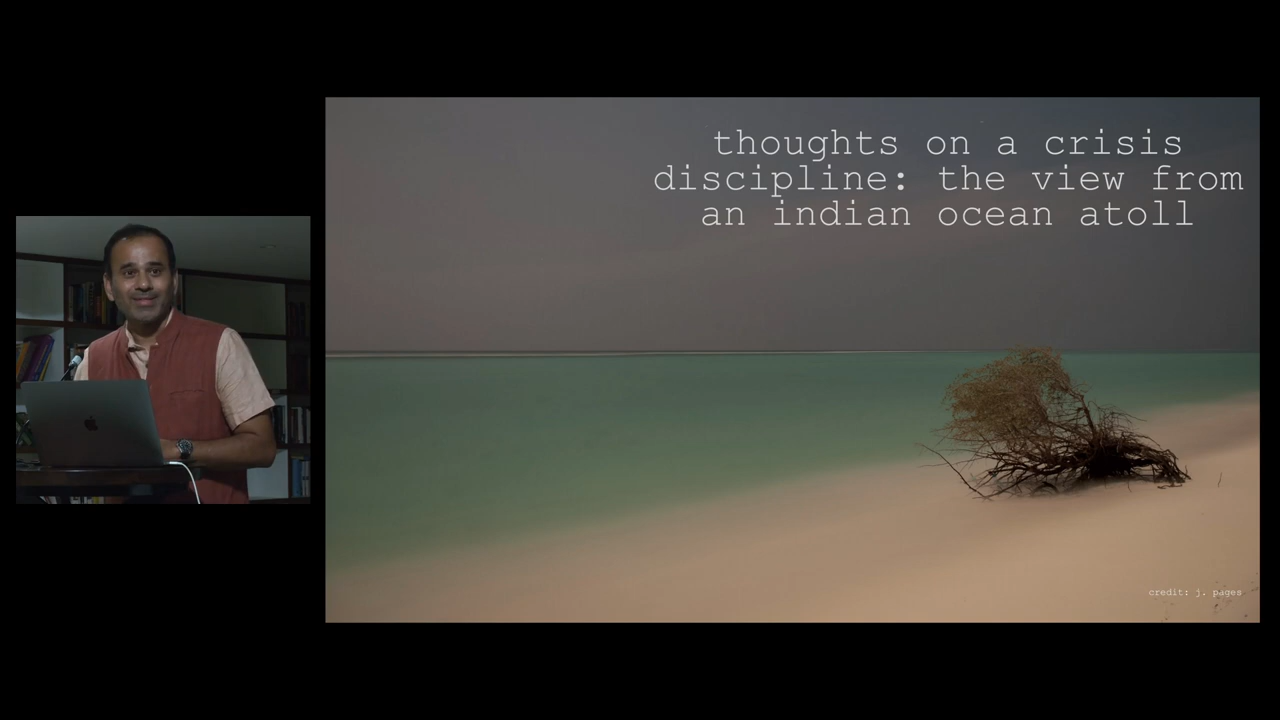 thoughts on a crisis
discipline: the view from
an indian ocean atoll
credit: j. pages